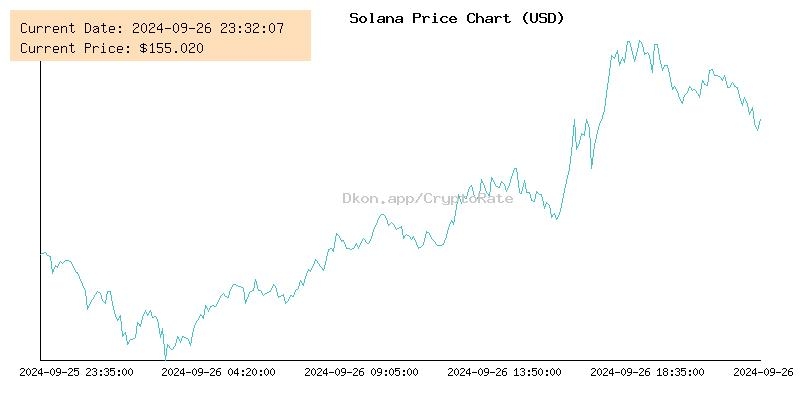 Solana Price Chart (USD)
Current Date: 2024-09-26 23:32:07
Current Price: $155.020
Dkon.app/CryptoRate
2024-09-25 23:35:00 2024-09-26 04:20:00 2024-09-26 09:05:00 2024-09-26 13:50:00 2024-09-26 18:35:00 2024-09-26